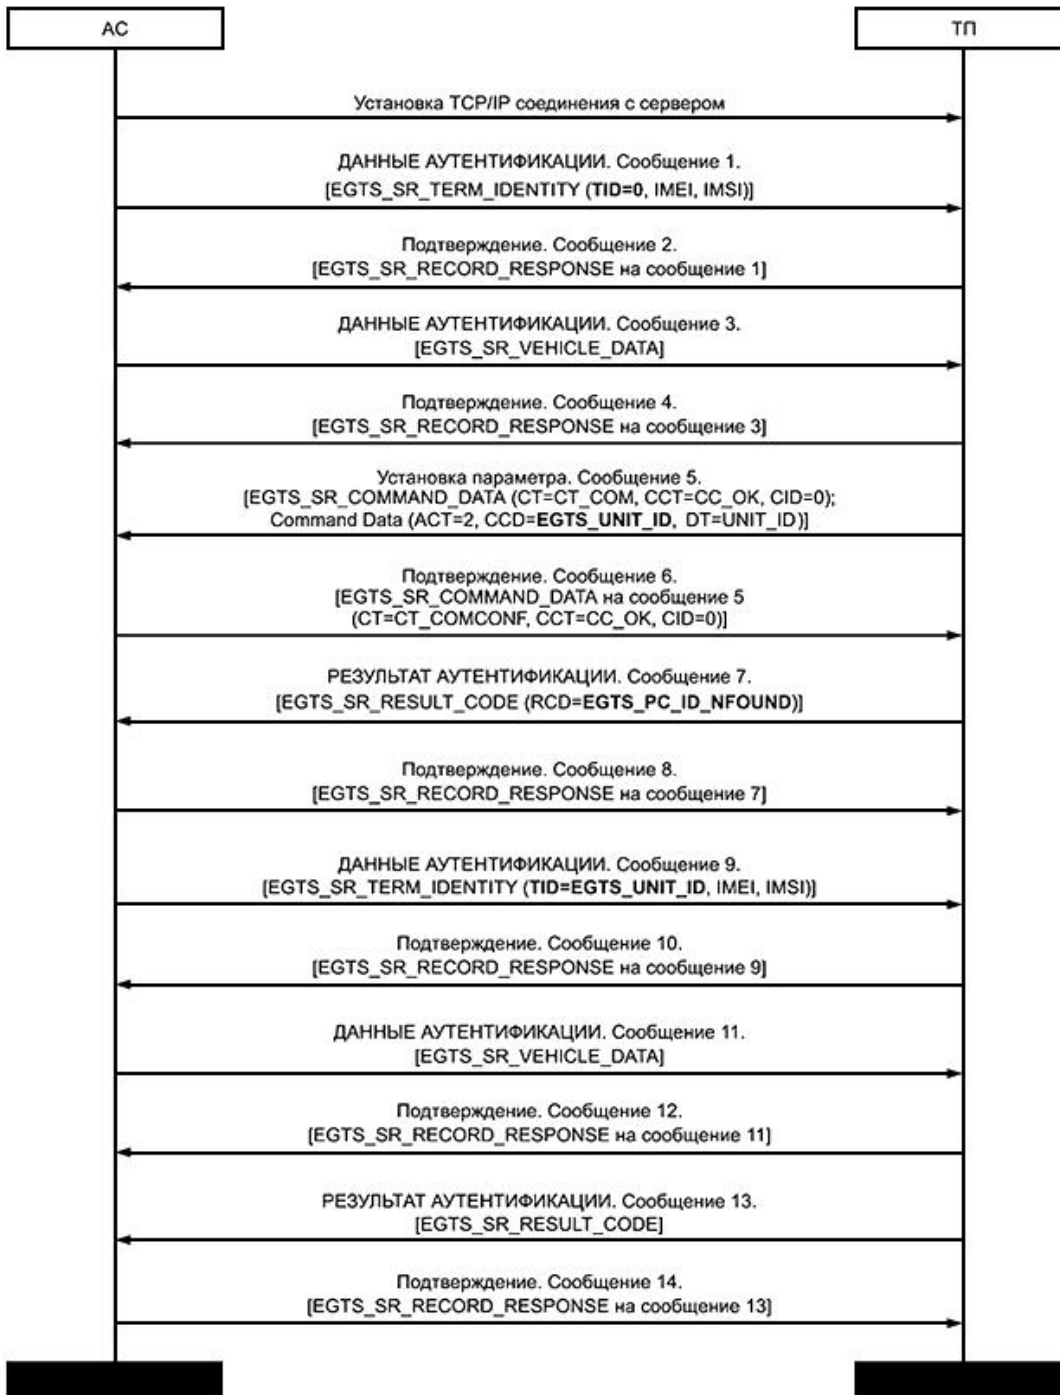 АС
ТП
Установка TCP/IP соединения с сервером
ДАННЫЕ АУТЕНТИФИКАЦИИ. Сообщение 1.
[EGTS_SR_TERM_IDENTITY (TID=0, IMEI, IMSI)]
Подтверждение. Сообщение 2.
[EGTS_SR_RECORD_RESPONSE на сообщение 1]
ДАННЫЕ АУТЕНТИФИКАЦИИ. Сообщение 3.
[EGTS_SR_VEHICLE_DATA]
Подтверждение. Сообщение 4.
[EGTS_SR_RECORD_RESPONSE на сообщение 3]
Установка параметра. Сообщение 5.
[EGTS_SR_COMMAND_DATA (CT=CT_COM, CCT=CC_OK, CID=0);
Command Data (ACT=2, CCD=EGTS_UNIT_ID, DT=UNIT_ID)]
Подтверждение. Сообщение 6.
[EGTS_SR_COMMAND_DATA на сообщение 5
(CT=CT_COMCONF, CCT=CC_OK, CID=0)]
РЕЗУЛЬТАТ АУТЕНТИФИКАЦИИ. Сообщение 7.
[EGTS_SR_RESULT_CODE (RCD=EGTS_PC_ID_NFOUND)]
Подтверждение. Сообщение 8.
[EGTS_SR_RECORD_RESPONSE на сообщение 7]
ДАННЫЕ АУТЕНТИФИКАЦИИ. Сообщение 9.
[EGTS_SR_TERM_IDENTITY (TID=EGTS_UNIT_ID, IMEI, IMSI)]
Подтверждение. Сообщение 10.
[EGTS_SR_RECORD_RESPONSE на сообщение 9]
ДАННЫЕ АУТЕНТИФИКАЦИИ. Сообщение 11.
[EGTS_SR_VEHICLE_DATA]
Подтверждение. Сообщение 12.
[EGTS_SR_RECORD_RESPONSE на сообщение 11]
РЕЗУЛЬТАТ АУТЕНТИФИКАЦИИ. Сообщение 13.
[EGTS_SR_RESULT_CODE]
Подтверждение. Сообщение 14.
[EGTS_SR_RECORD_RESPONSE на сообщение 13]